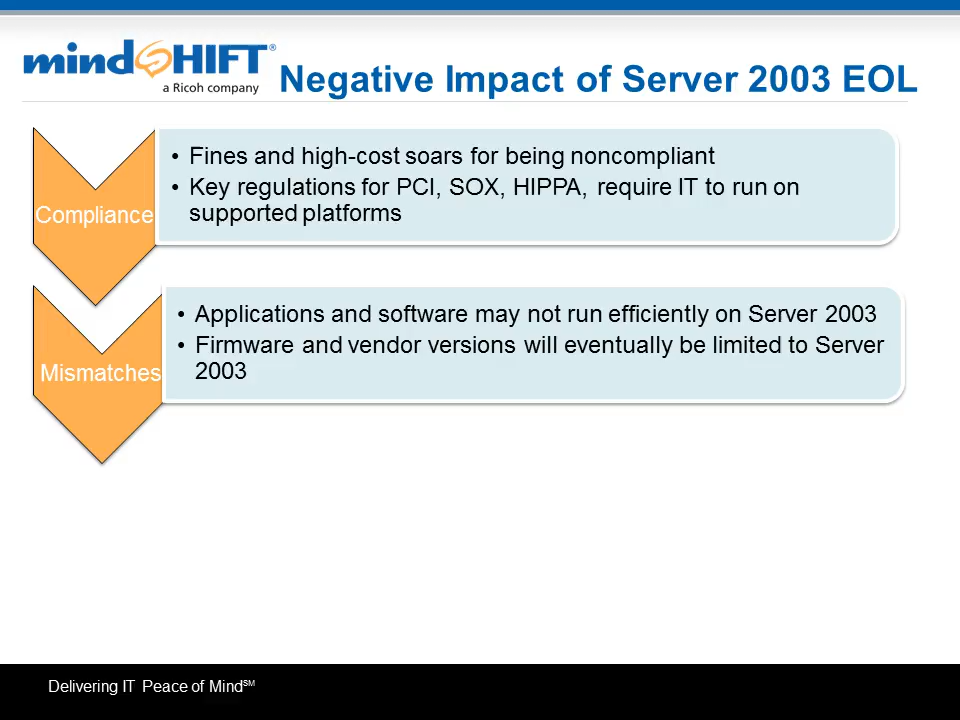 mindSHIFT®
a Ricoh company
Negative Impact of Server 2003 EOL
Compliance
• Fines and high-cost soars for being noncompliant
• Key regulations for PCI, SOX, HIPPA, require IT to run on
supported platforms
Mismatches
• Applications and software may not run efficiently on Server 2003
• Firmware and vendor versions will eventually be limited to Server
2003
Delivering IT Peace of Mind℠